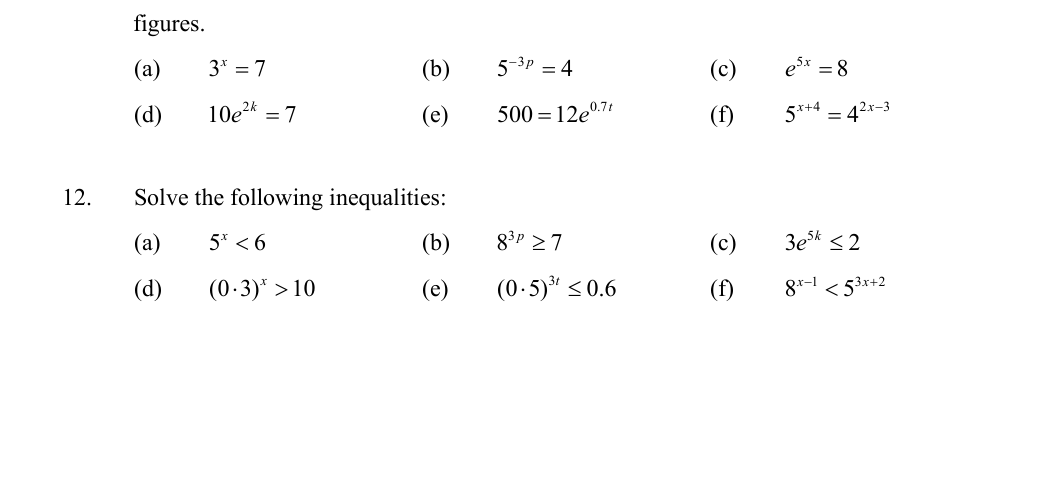 figures.
(a) 3^x = 7 (b) 5^{-3p} = 4 (c) e^{5x} = 8
(d) 10e^{2k} = 7 (e) 500 = 12e^{0.7t} (f) 5^{x+4} = 4^{2x-3}
12. Solve the following inequalities:
(a) 5^x < 6 (b) 8^{3p} ≥ 7 (c) 3e^{5k} ≤ 2
(d) (0·3)^x > 10 (e) (0·5)^{3t} ≤ 0.6 (f) 8^{x-1} < 5^{3x+2}